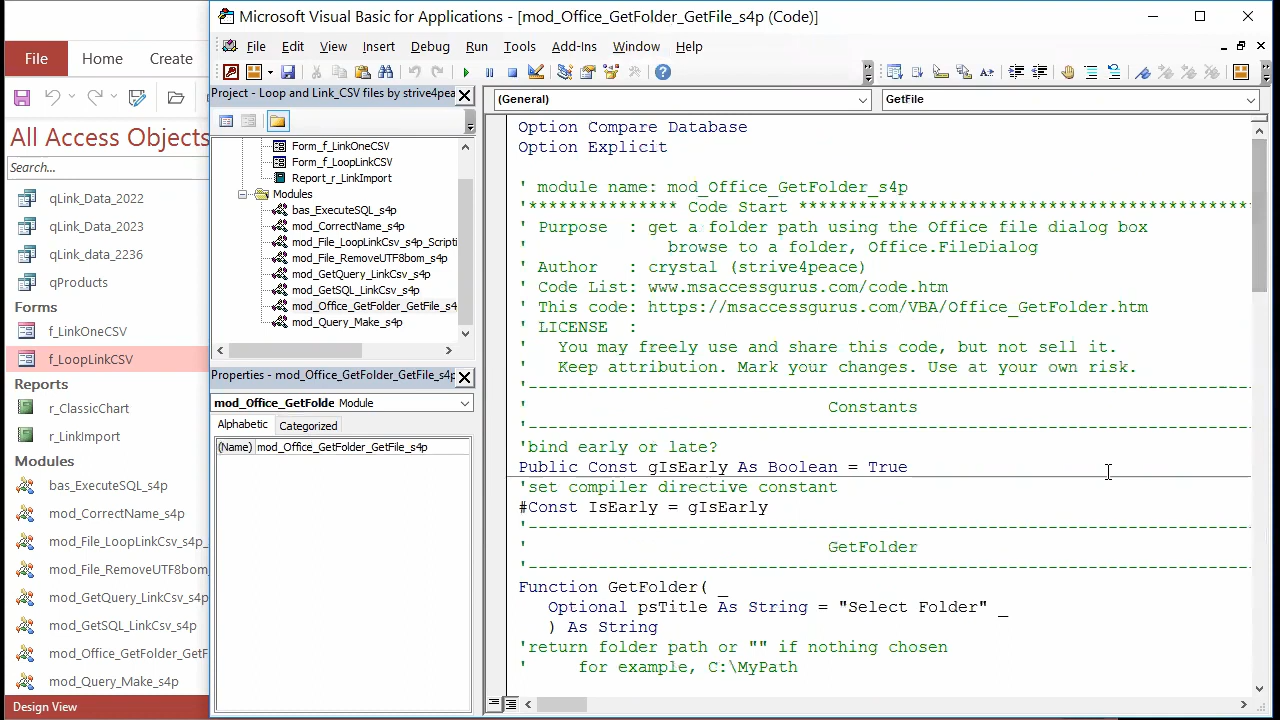 Microsoft Visual Basic for Applications - [mod_Office_GetFolder_GetFile_s4p (Code)]
File Home Create
All Access Objects
Search...
qLink_Data_2022
qLink_Data_2023
qLink_data_2236
qProducts
Forms
f_LinkOneCSV
f_LoopLinkCSV
Reports
r_ClassicChart
r_LinkImport
Modules
bas_ExecuteSQL_s4p
mod_CorrectName_s4p
mod_File_LoopLinkCsv_s4p_
mod_File_RemoveUTF8bom_
mod_GetQuery_LinkCsv_s4p
mod_GetSQL_LinkCsv_s4p
mod_Office_GetFolder_GetF
mod_Query_Make_s4p
Design View
File Edit View Insert Format Debug Run Tools Add-Ins Window Help
Project - Loop and Link_CSV files by strive4pea
Form_f_LinkOneCSV
Form_f_LoopLinkCSV
Report_r_LinkImport
Modules
bas_ExecuteSQL_s4p
mod_CorrectName_s4p
mod_File_LoopLinkCsv_s4p_Scripti
mod_File_RemoveUTF8bom_s4p
mod_GetQuery_LinkCsv_s4p
mod_GetSQL_LinkCsv_s4p
mod_Office_GetFolder_GetFile_s4
mod_Query_Make_s4p
Properties - mod_Office_GetFolder_GetFile_s4p
mod_Office_GetFolde Module
Alphabetic Categorized
(Name) mod_Office_GetFolder_GetFile_s4p
(General) GetFile
Option Compare Database
Option Explicit
' module name: mod_Office_GetFolder_s4p
'*************** Code Start **********************************************
' Purpose  : get a folder path using the Office file dialog box
'              browse to a folder, Office.FileDialog
' Author   : crystal (strive4peace)
' Code List: www.msaccessgurus.com/code.htm
' This code: https://msaccessgurus.com/VBA/Office_GetFolder.htm
' LICENSE  :
'   You may freely use and share this code, but not sell it.
'   Keep attribution. Mark your changes. Use at your own risk.
'-------------------------------------------------------------------------
'                              Constants
'-------------------------------------------------------------------------
'bind early or late?
Public Const gIsEarly As Boolean = True
'set compiler directive constant
#Const IsEarly = gIsEarly
'-------------------------------------------------------------------------
'                              GetFolder
'-------------------------------------------------------------------------
Function GetFolder( _
   Optional psTitle As String = "Select Folder" _
   ) As String
'return folder path or "" if nothing chosen
'     for example, C:\MyPath